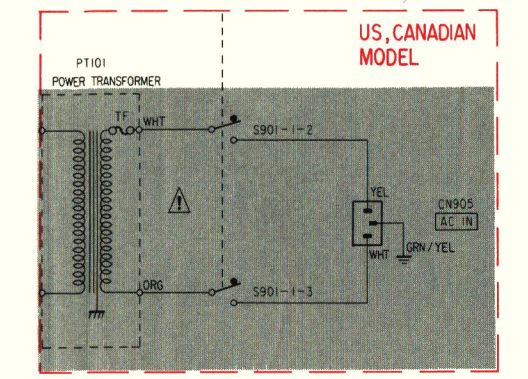 US, CANADIAN
MODEL
PT101
POWER TRANSFORMER
TF
WHT
S901-1-2
YEL
CN905
AC IN
GRN/YEL
WHT
ORG
S901-1-3